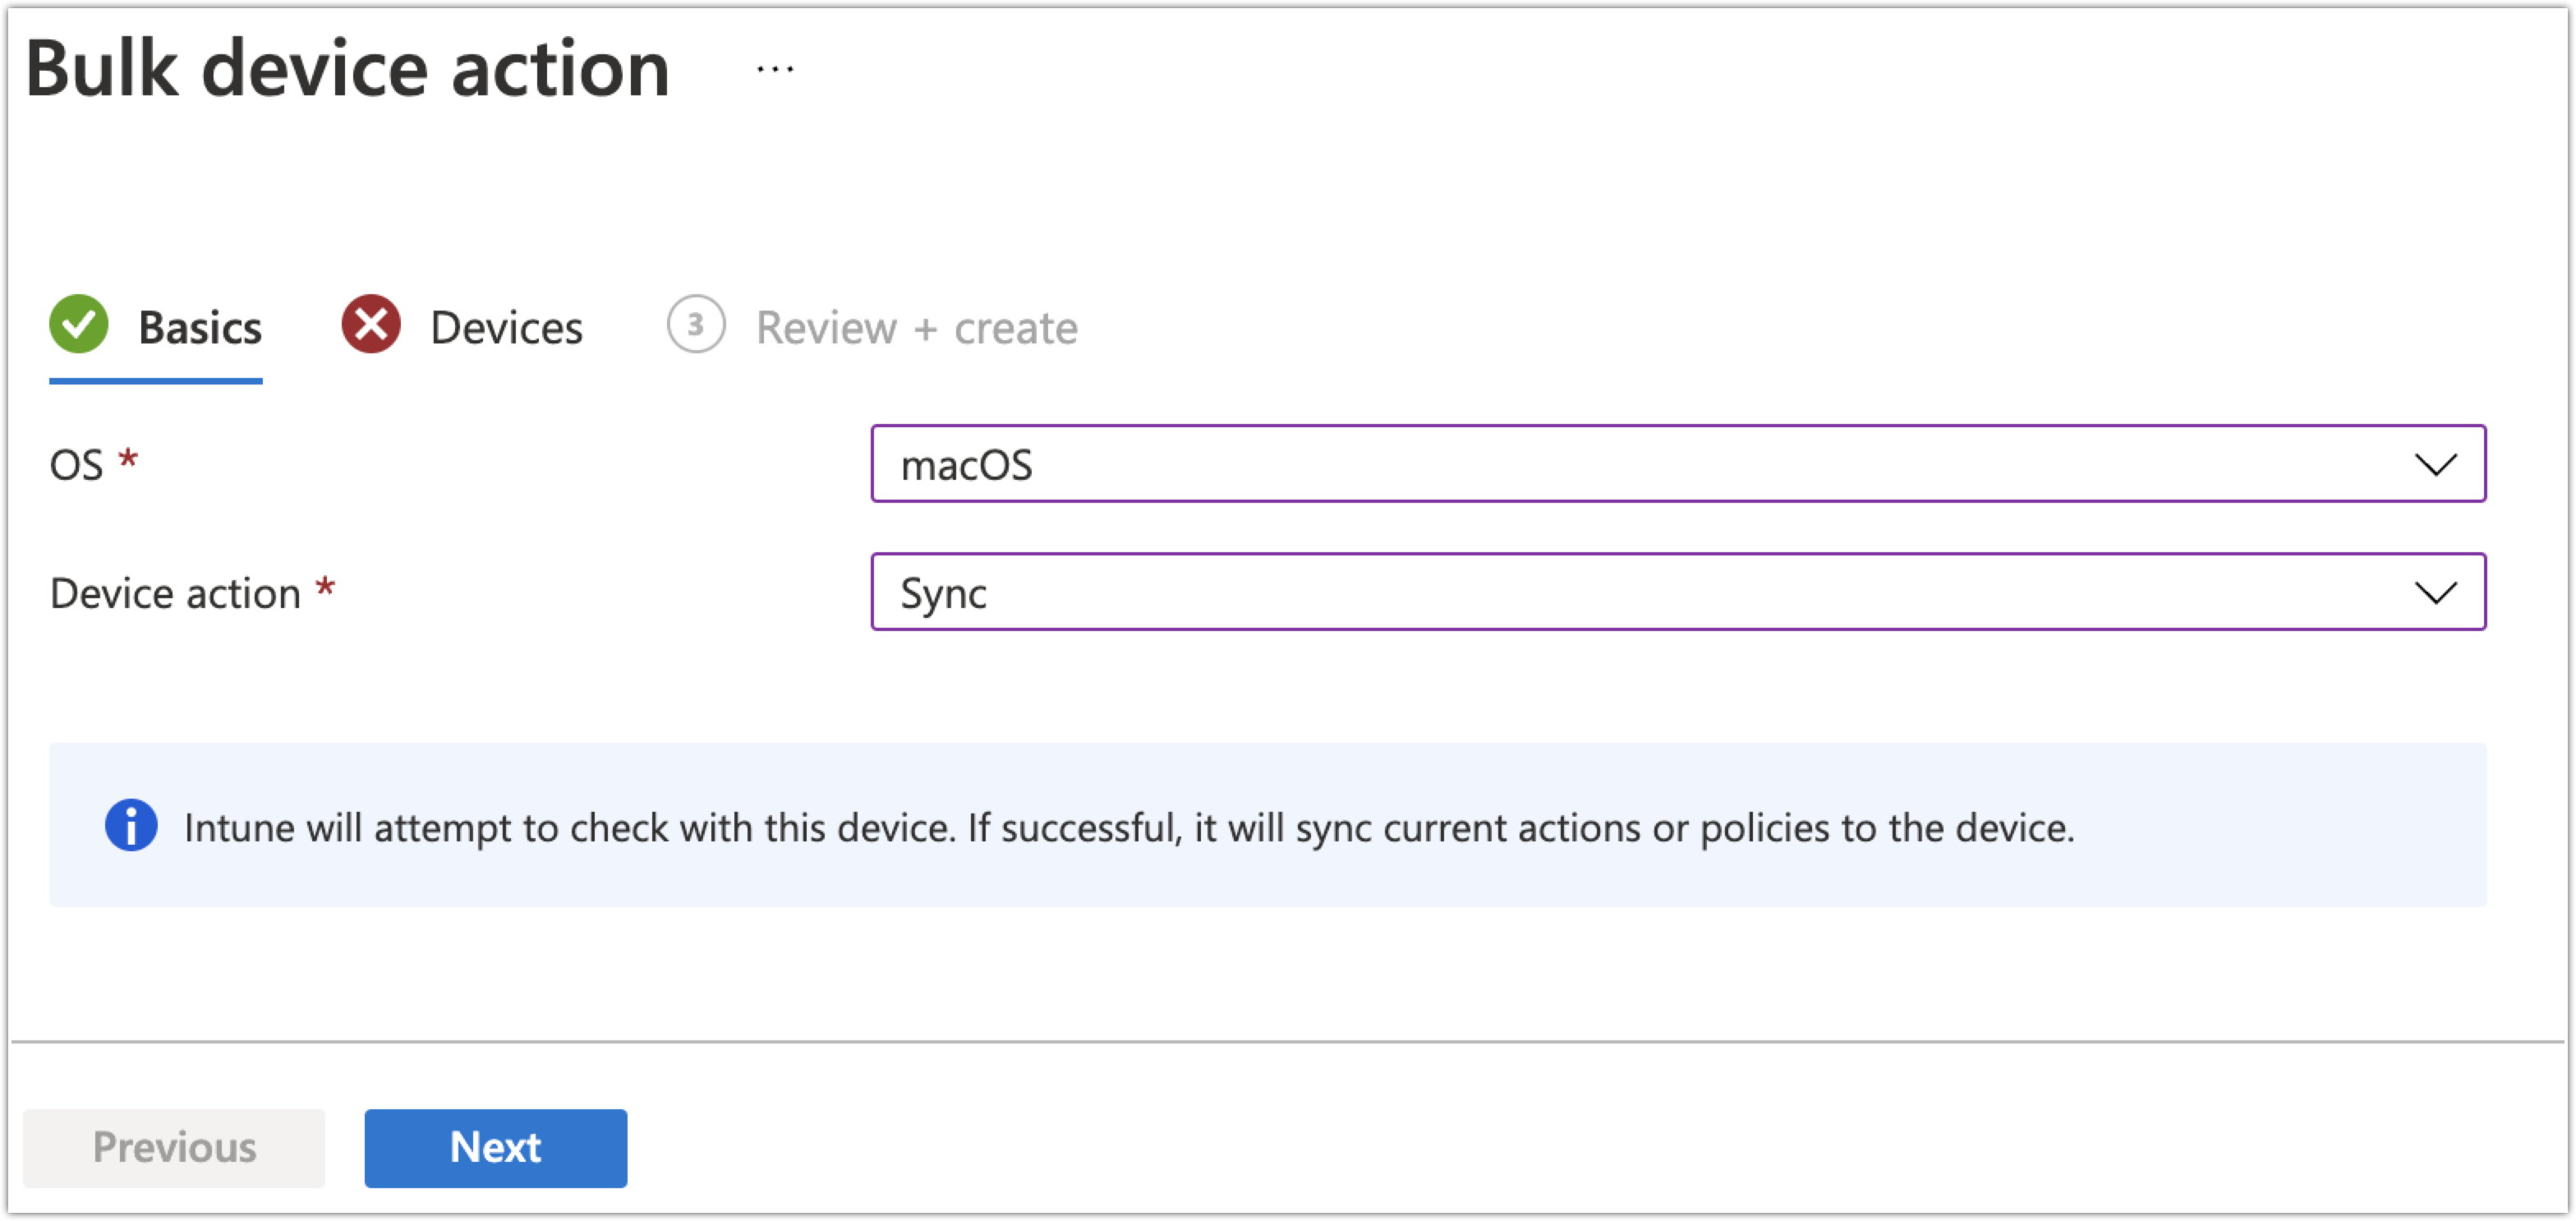 Bulk device action ...
Basics Devices 3 Review + create
OS * macOS
Device action * Sync
Intune will attempt to check with this device. If successful, it will sync current actions or policies to the device.
Previous Next